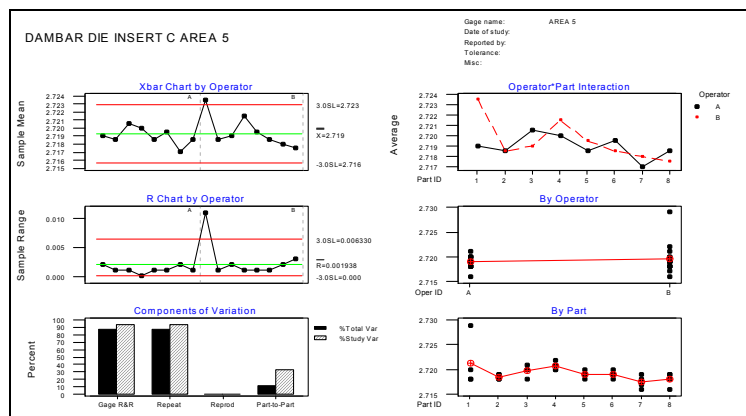 DAMBAR DIE INSERT C AREA 5
Gage name: AREA 5
Date of study:
Reported by:
Tolerance:
Misc:
Xbar Chart by Operator
Sample Mean
2.724
2.723
2.722
2.721
2.720
2.719
2.718
2.717
2.716
2.715
A
B
3.0SL=2.723
X=2.719
-3.0SL=2.716
Operator*Part Interaction
Average
2.724
2.723
2.722
2.721
2.720
2.719
2.718
2.717
Part ID
1 2 3 4 5 6 7 8
Operator
A
B
R Chart by Operator
Sample Range
0.010
0.005
0.000
A
B
3.0SL=0.006330
R=0.001938
-3.0SL=0.000
By Operator
2.730
2.720
2.715
Oper ID
A B
Components of Variation
Percent
100
90
80
70
60
50
40
30
20
10
0
%Total Var
%Study Var
Gage R&R Repeat Reprod Part-to-Part
By Part
2.730
2.720
2.715
Part ID
1 2 3 4 5 6 7 8